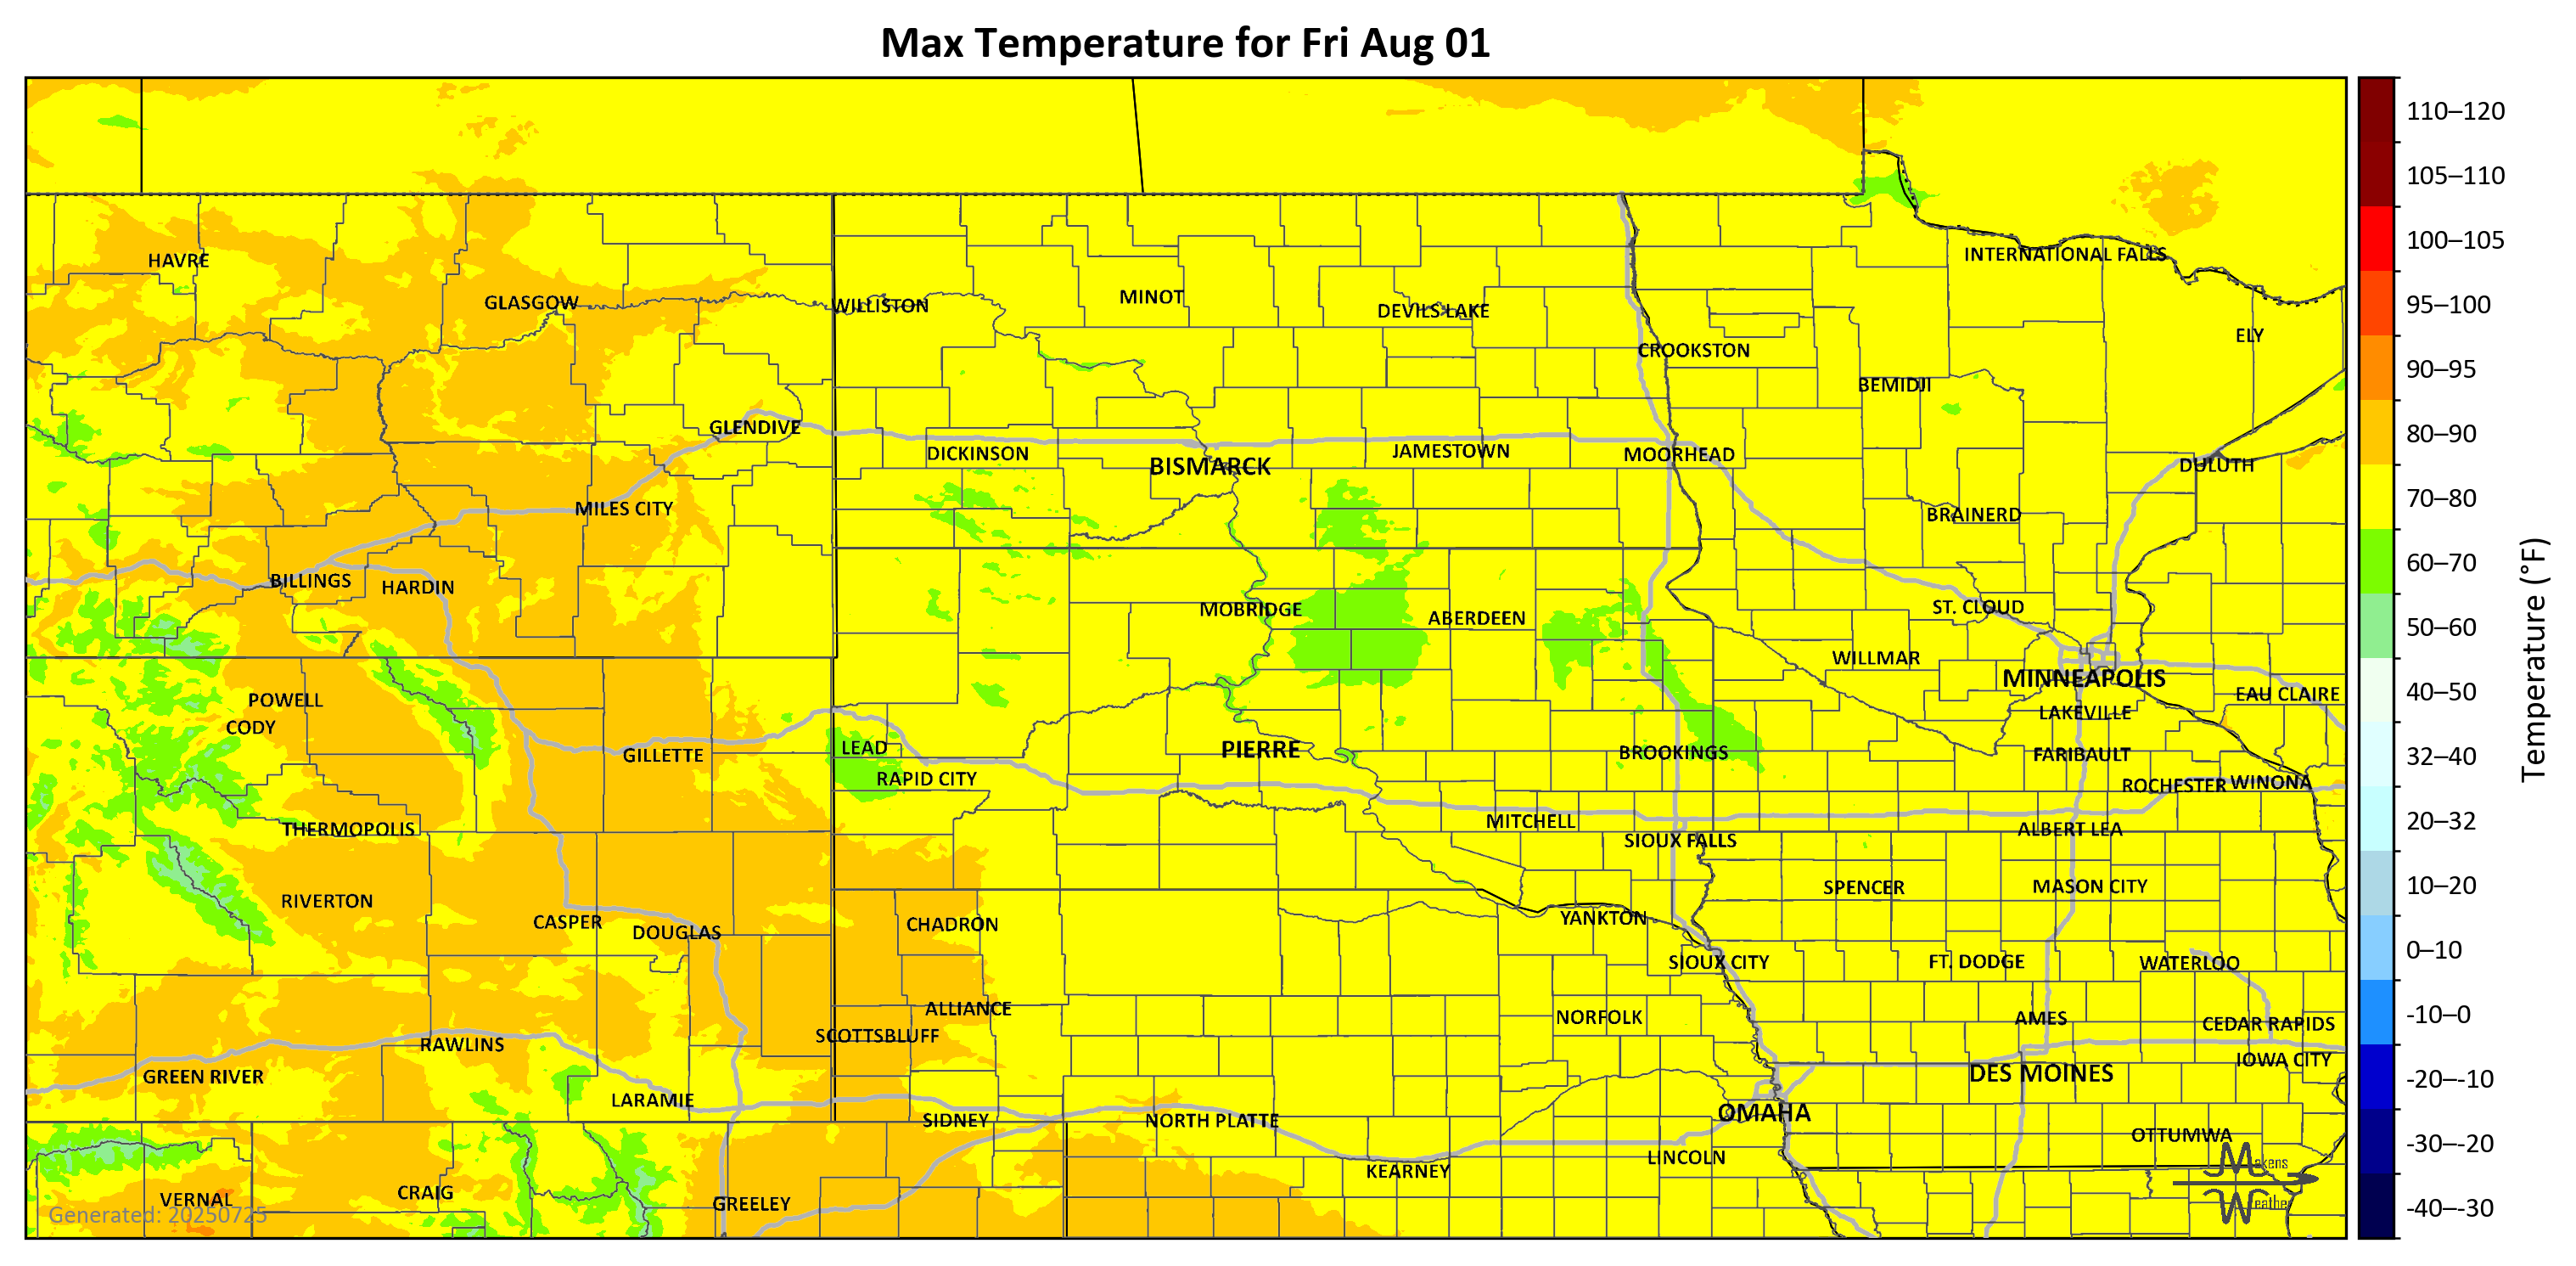 Max Temperature for Fri Aug 01
110–120
105–110
100–105
95–100
90–95
80–90
70–80
60–70
50–60
40–50
32–40
20–32
10–20
0–10
-10–0
-20–-10
-30–-20
-40–-30
Temperature (°F)
HAVRE
INTERNATIONAL FALLS
GLASGOW
WILLISTON
MINOT
DEVILS LAKE
ELY
CROOKSTON
BEMIDJI
GLENDIVE
DICKINSON
BISMARCK
JAMESTOWN
MOORHEAD
DULUTH
MILES CITY
BRAINERD
BILLINGS
HARDIN
MOBRIDGE
ABERDEEN
ST. CLOUD
WILLMAR
MINNEAPOLIS
POWELL
EAU CLAIRE
CODY
LAKEVILLE
GILLETTE
LEAD
PIERRE
BROOKINGS
FARIBAULT
RAPID CITY
ROCHESTER
WINONA
THERMOPOLIS
MITCHELL
SIOUX FALLS
ALBERT LEA
RIVERTON
SPENCER
MASON CITY
CASPER
DOUGLAS
CHADRON
YANKTON
SIOUX CITY
FT. DODGE
WATERLOO
ALLIANCE
NORFOLK
AMES
CEDAR RAPIDS
SCOTTSBLUFF
RAWLINS
IOWA CITY
GREEN RIVER
DES MOINES
LARAMIE
SIDNEY
NORTH PLATTE
OMAHA
OTTUMWA
LINCOLN
KEARNEY
VERNAL
CRAIG
GREELEY
Generated: 20250725
Makens
Weather